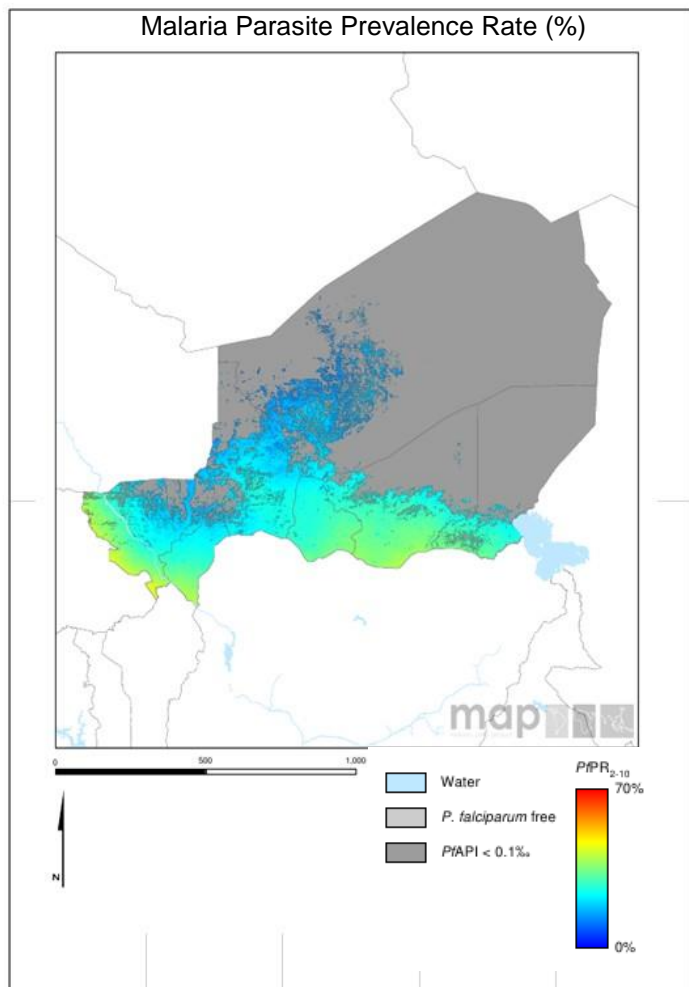 Malaria Parasite Prevalence Rate (%)
map
0 500 1,000
N
Water
P. falciparum free
PfAPI < 0.1‰
PfPR2-10
70%
0%